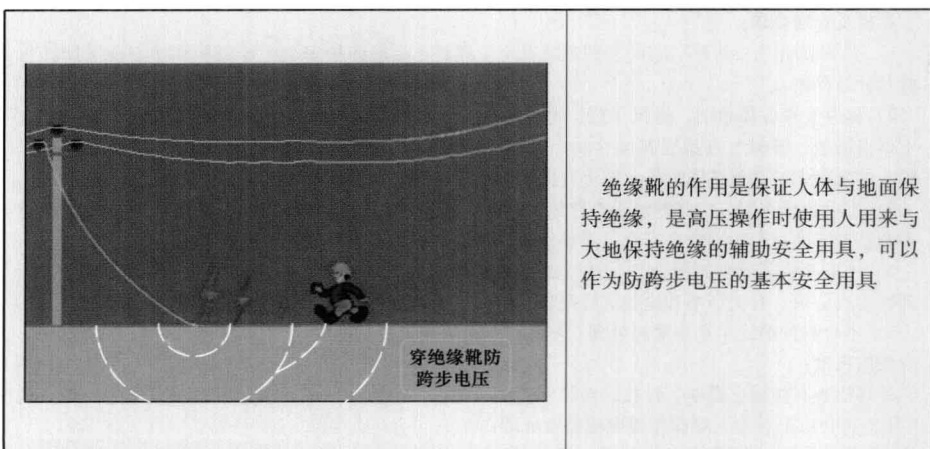 穿绝缘靴防
跨步电压
绝缘靴的作用是保证人体与地面保
持绝缘，是高压操作时使用人用来与
大地保持绝缘的辅助安全用具，可以
作为防跨步电压的基本安全用具